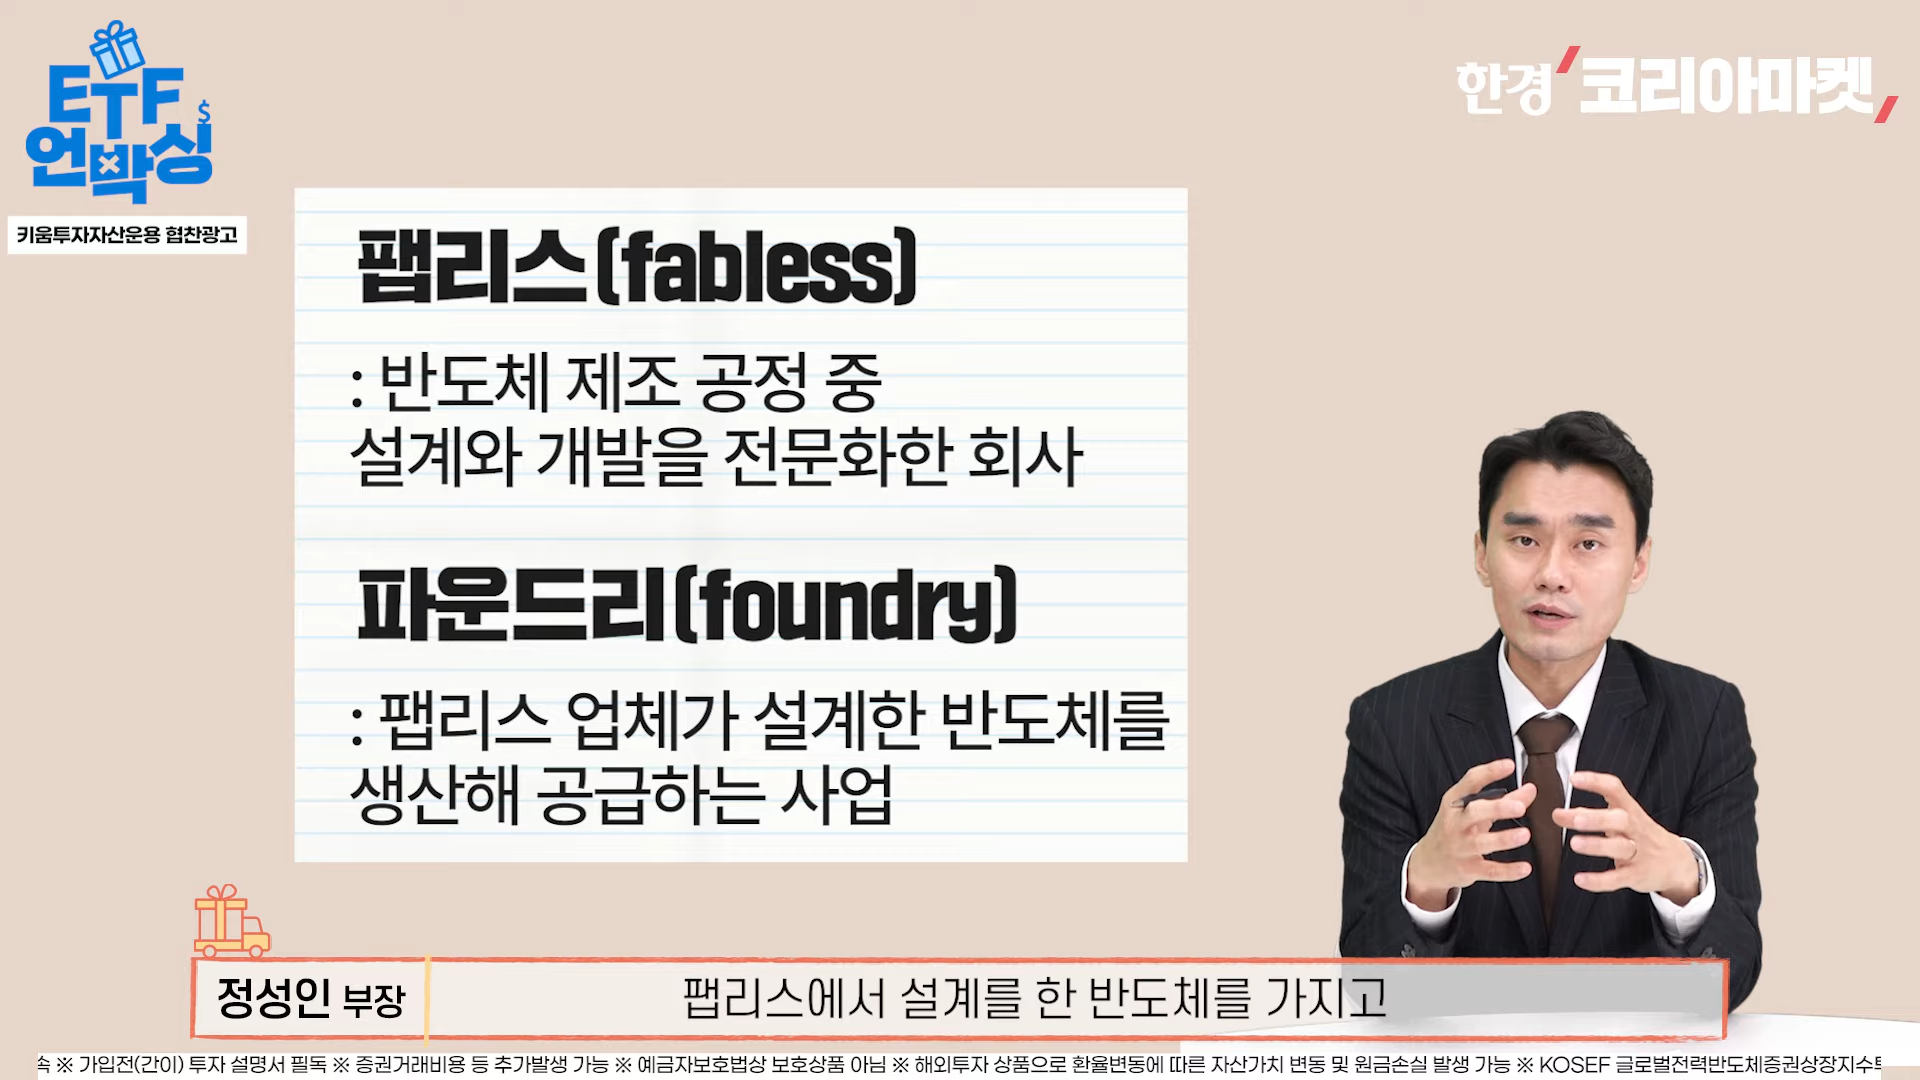 ETF
언박싱
키움투자자산운용 협찬광고
한경 코리아마켓
팹리스(fabless)
: 반도체 제조 공정 중
설계와 개발을 전문화한 회사
파운드리(foundry)
: 팹리스 업체가 설계한 반도체를
생산해 공급하는 사업
정성인 부장
팹리스에서 설계를 한 반도체를 가지고
※ 가입전(간이) 투자 설명서 필독 ※ 증권거래비용 등 추가발생 가능 ※ 예금자보호법상 보호상품 아님 ※ 해외투자 상품으로 환율변동에 따른 자산가치 변동 및 원금손실 발생 가능 ※ KOSEF 글로벌전력반도체증권상장지수